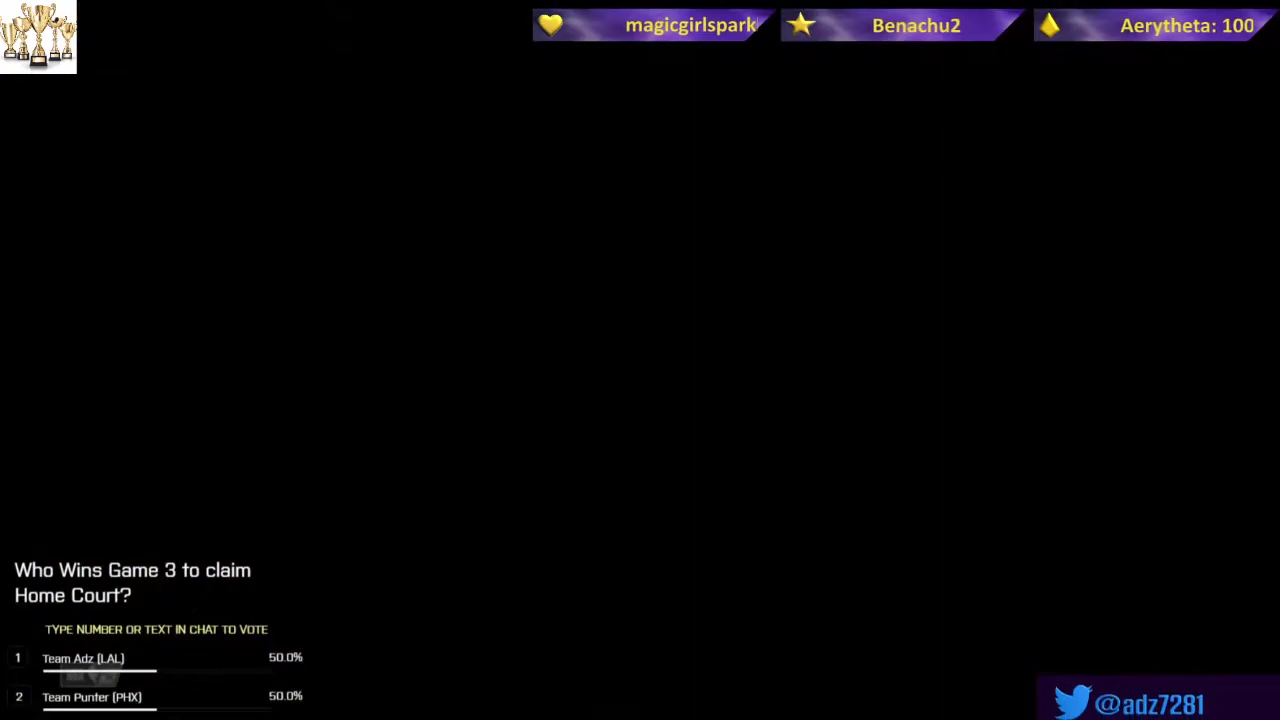 magicgirlspark
Benachu2
Aerytheta: 100
Who Wins Game 3 to claim
Home Court?
TYPE NUMBER OR TEXT IN CHAT TO VOTE
1 Team Adz (LAL) 50.0%
2 Team Punter (PHX) 50.0%
@adz7281